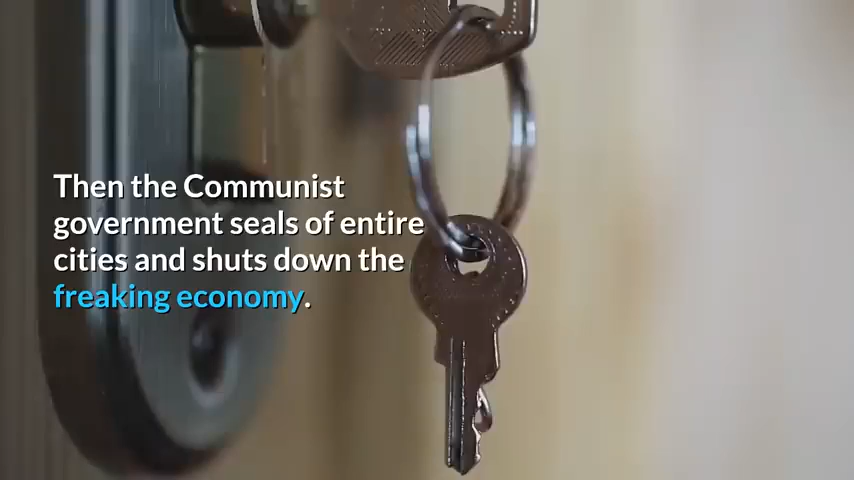 Then the Communist
government seals of entire
cities and shuts down the
freaking economy.